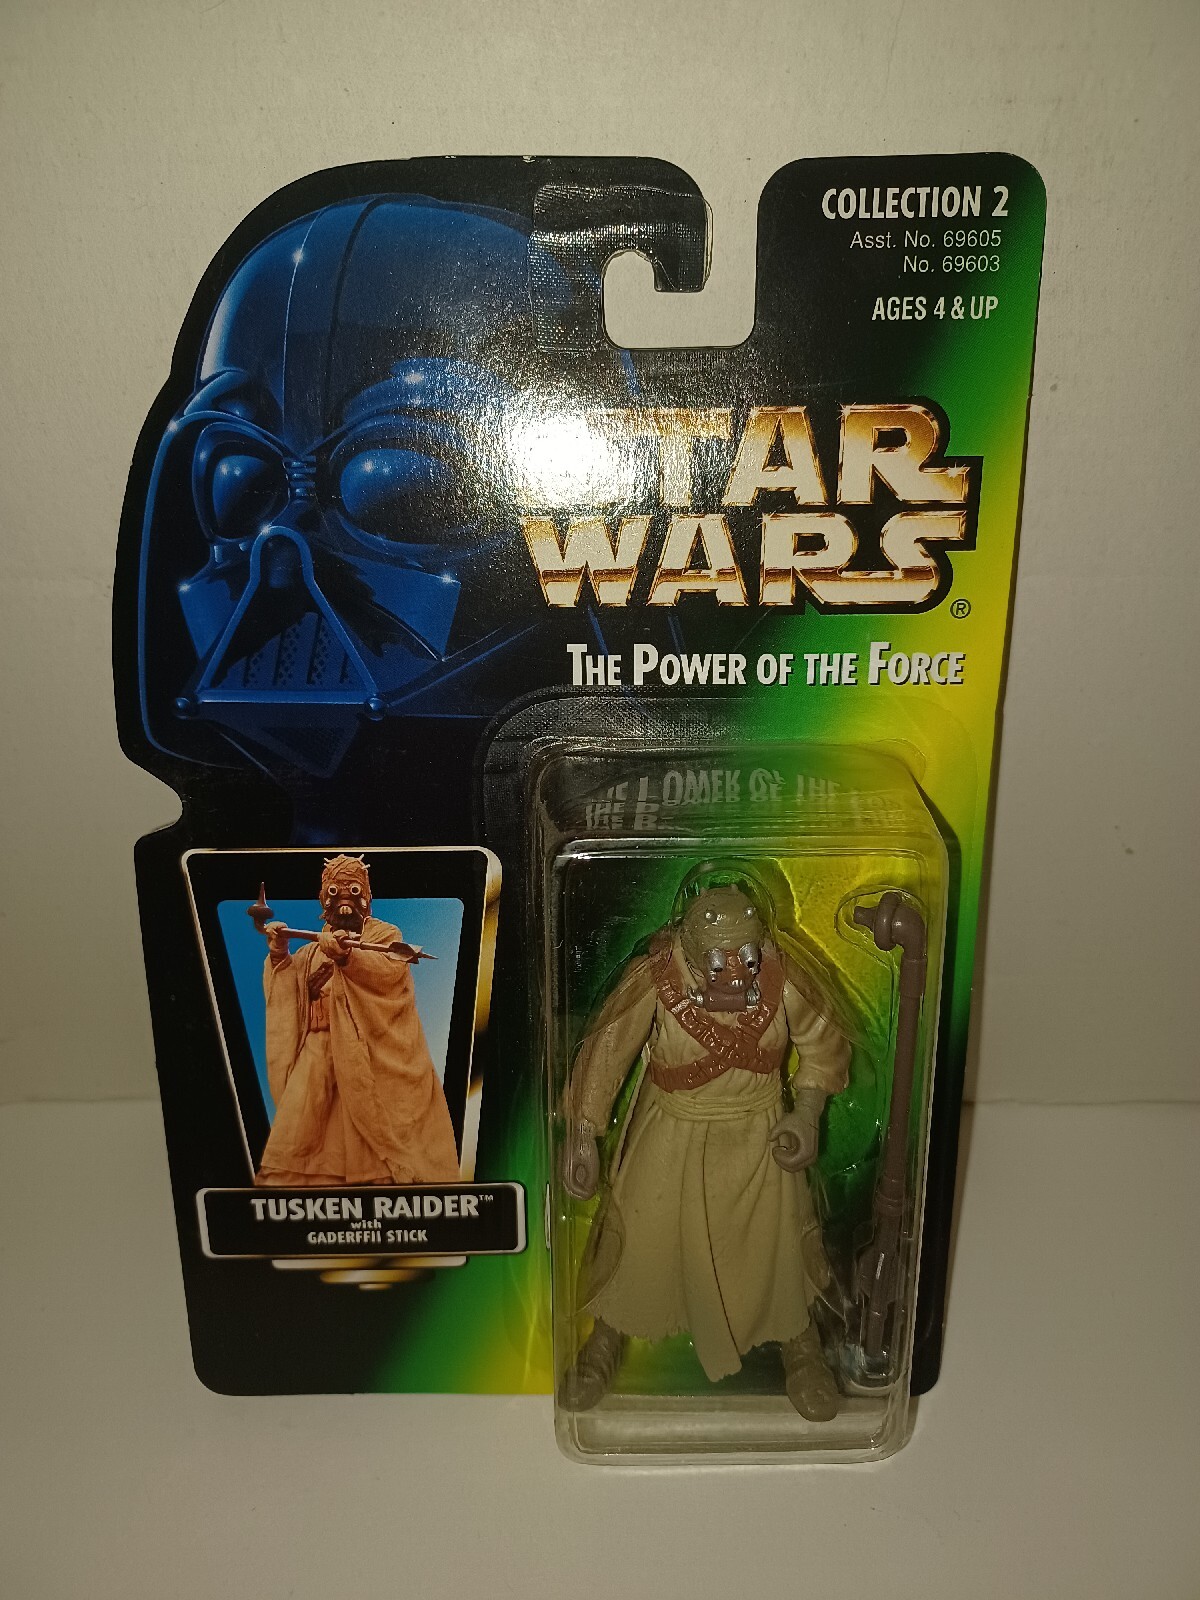 COLLECTION 2
Asst. No. 69605
No. 69603
AGES 4 & UP
STAR
WARS®
THE POWER OF THE FORCE
TUSKEN RAIDER™
with
GADERFFII STICK